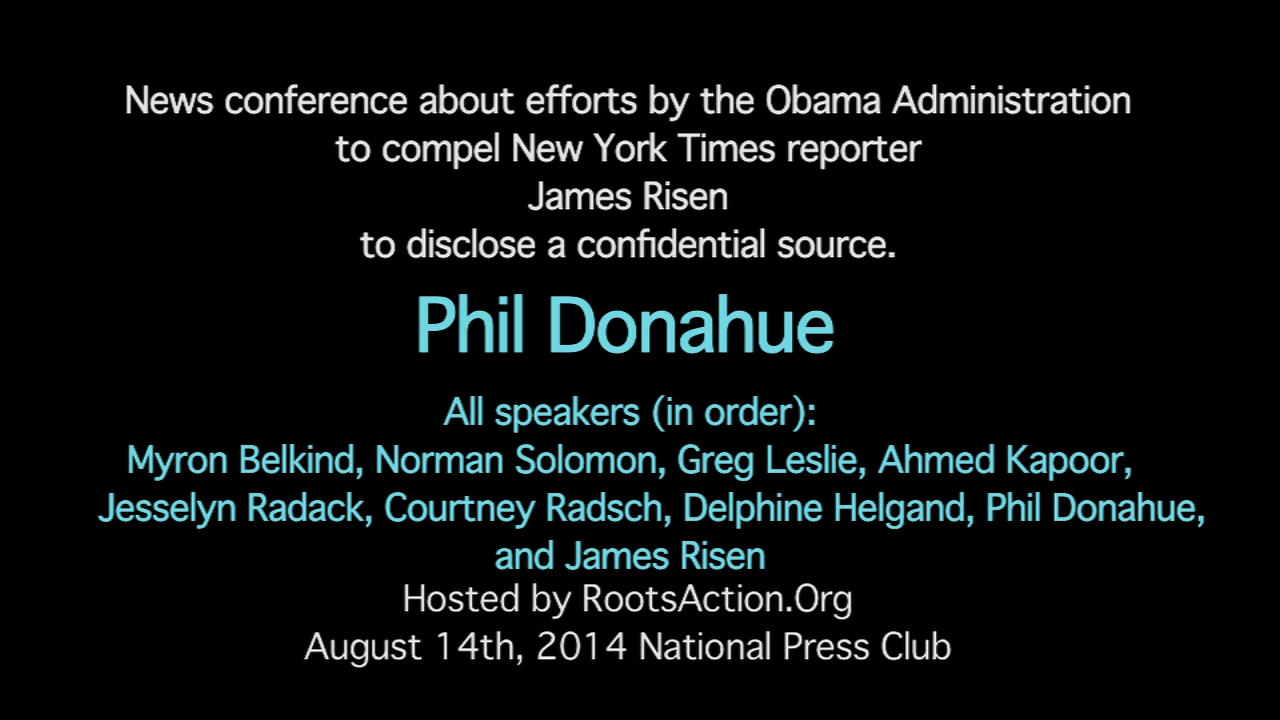 News conference about efforts by the Obama Administration
to compel New York Times reporter
James Risen
to disclose a confidential source.
Phil Donahue
All speakers (in order):
Myron Belkind, Norman Solomon, Greg Leslie, Ahmed Kapoor,
Jesselyn Radack, Courtney Radsch, Delphine Helgand, Phil Donahue,
and James Risen
Hosted by RootsAction.Org
August 14th, 2014 National Press Club